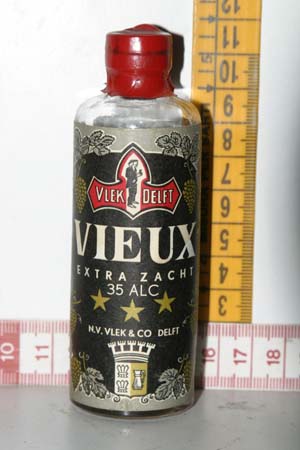 VLEK DELFT
VIEUX
EXTRA ZACHT
35 ALC
N.V. VLEK & CO DELFT
12
11
10
9
8
7
6
5
4
3
10 11 16 17 18